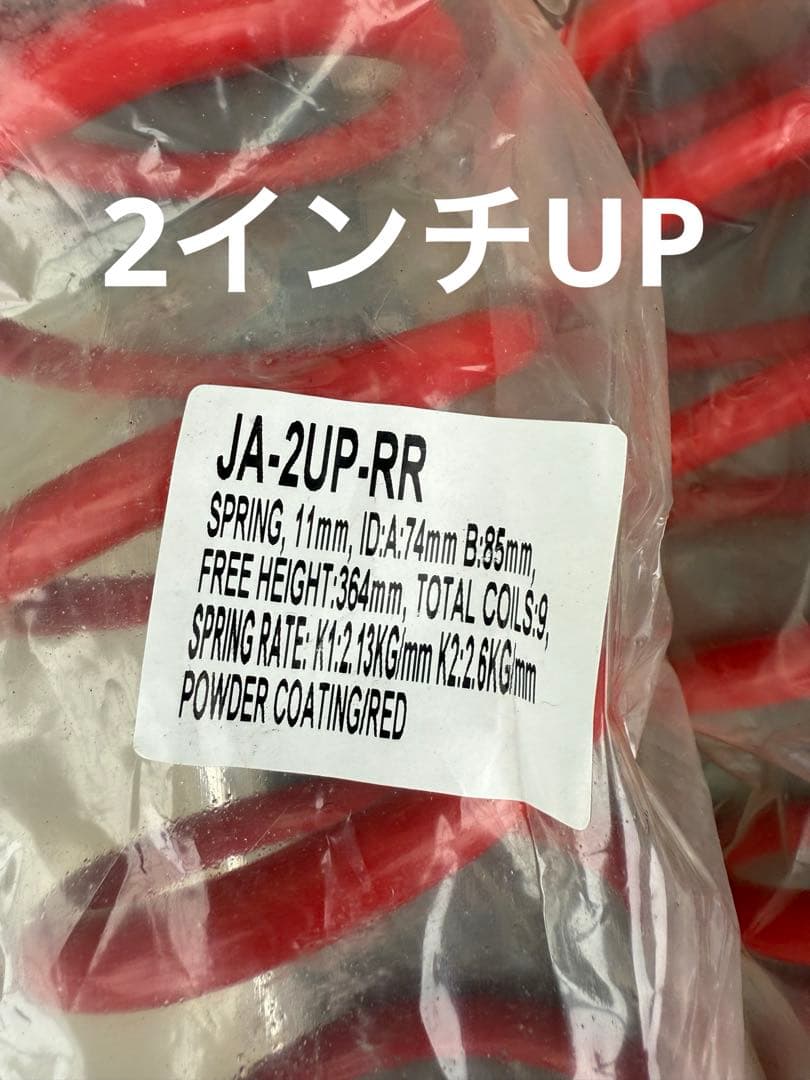 2インチUP
JA-2UP-RR
SPRING, 11mm, ID:A:74mm B:85mm,
FREE HEIGHT:364mm, TOTAL COILS:9,
SPRING RATE: K1:2.13KG/mm K2:2.6KG/mm
POWDER COATING/RED